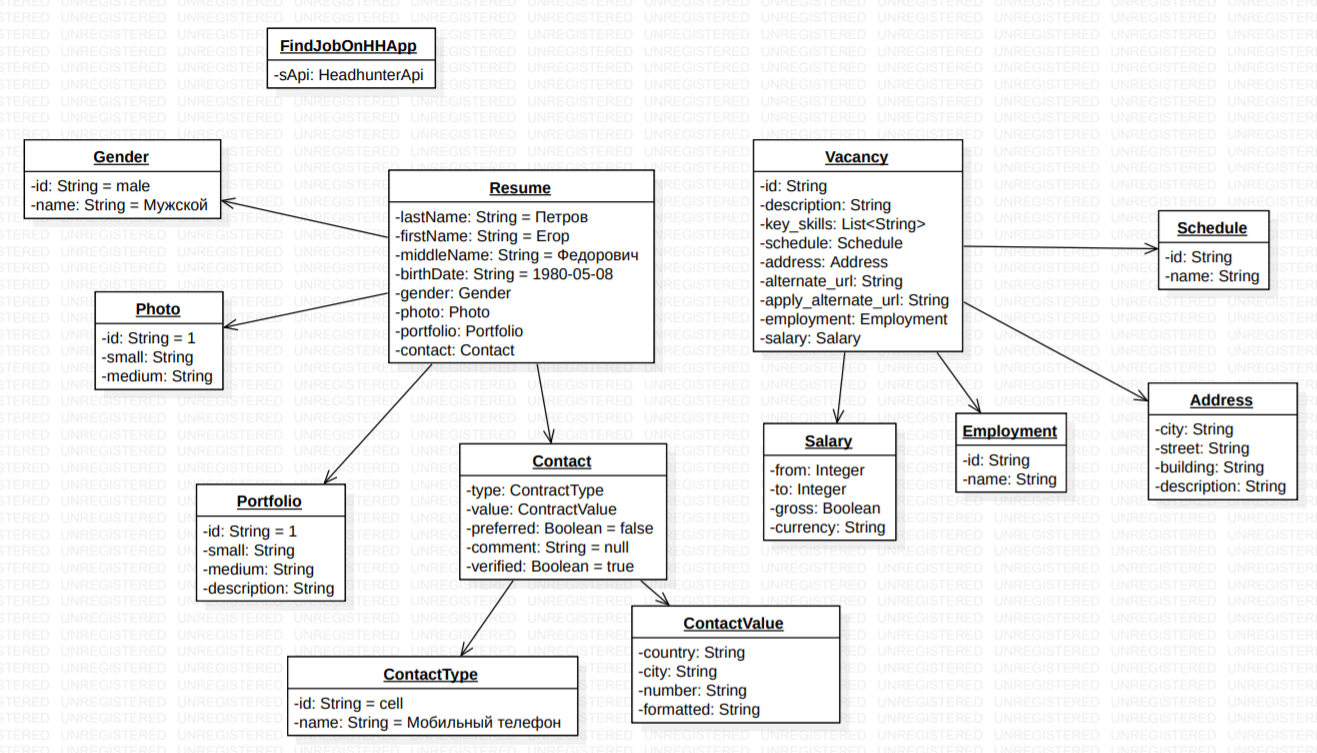 FindJobOnHHApp
-sApi: HeadhunterApi
Gender
-id: String = male
-name: String = Мужской
Resume
-lastName: String = Петров
-firstName: String = Егор
-middleName: String = Федорович
-birthDate: String = 1980-05-08
-gender: Gender
-photo: Photo
-portfolio: Portfolio
-contact: Contact
Vacancy
-id: String
-description: String
-key_skills: List<String>
-schedule: Schedule
-address: Address
-alternate_url: String
-apply_alternate_url: String
-employment: Employment
-salary: Salary
Schedule
-id: String
-name: String
Photo
-id: String = 1
-small: String
-medium: String
Address
-city: String
-street: String
-building: String
-description: String
Salary
-from: Integer
-to: Integer
-gross: Boolean
-currency: String
Employment
-id: String
-name: String
Contact
-type: ContractType
-value: ContractValue
-preferred: Boolean = false
-comment: String = null
-verified: Boolean = true
Portfolio
-id: String = 1
-small: String
-medium: String
-description: String
ContactValue
-country: String
-city: String
-number: String
-formatted: String
ContactType
-id: String = cell
-name: String = Мобильный телефон
UNREGISTERED